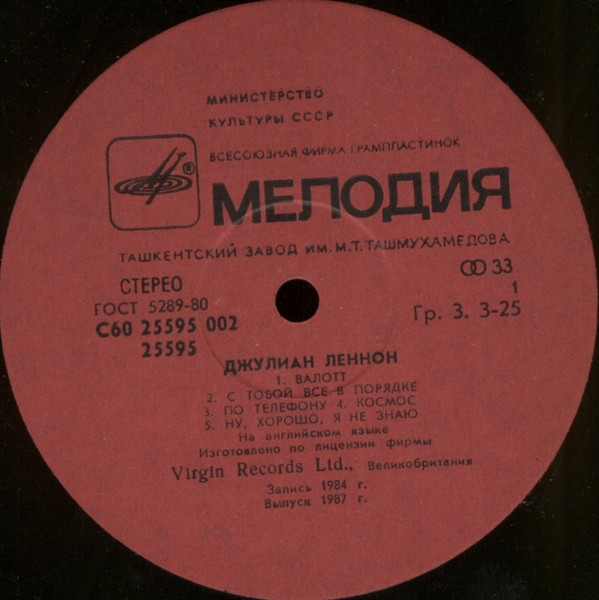 МИНИСТЕРСТВО
КУЛЬТУРЫ СССР
ВСЕСОЮЗНАЯ ФИРМА ГРАМПЛАСТИНОК
®
МЕЛОДИЯ
ТАШКЕНТСКИЙ ЗАВОД ИМ. М. Т. ТАШМУХАМЕДОВА
СТЕРЕО
33
ГОСТ 5289-80
1
С60 25595 002
Гр. 3. 3-25
25595
ДЖУЛИАН ЛЕННОН
1. ВАЛОТТ
2. С ТОБОЙ ВСЕ В ПОРЯДКЕ
3. ПО ТЕЛЕФОНУ 4. КОСМОС
5. НУ, ХОРОШО, Я НЕ ЗНАЮ
На английском языке
Изготовлено по лицензии фирмы
Virgin Records Ltd., Великобритания
Запись 1984 г.
Выпуск 1987 г.